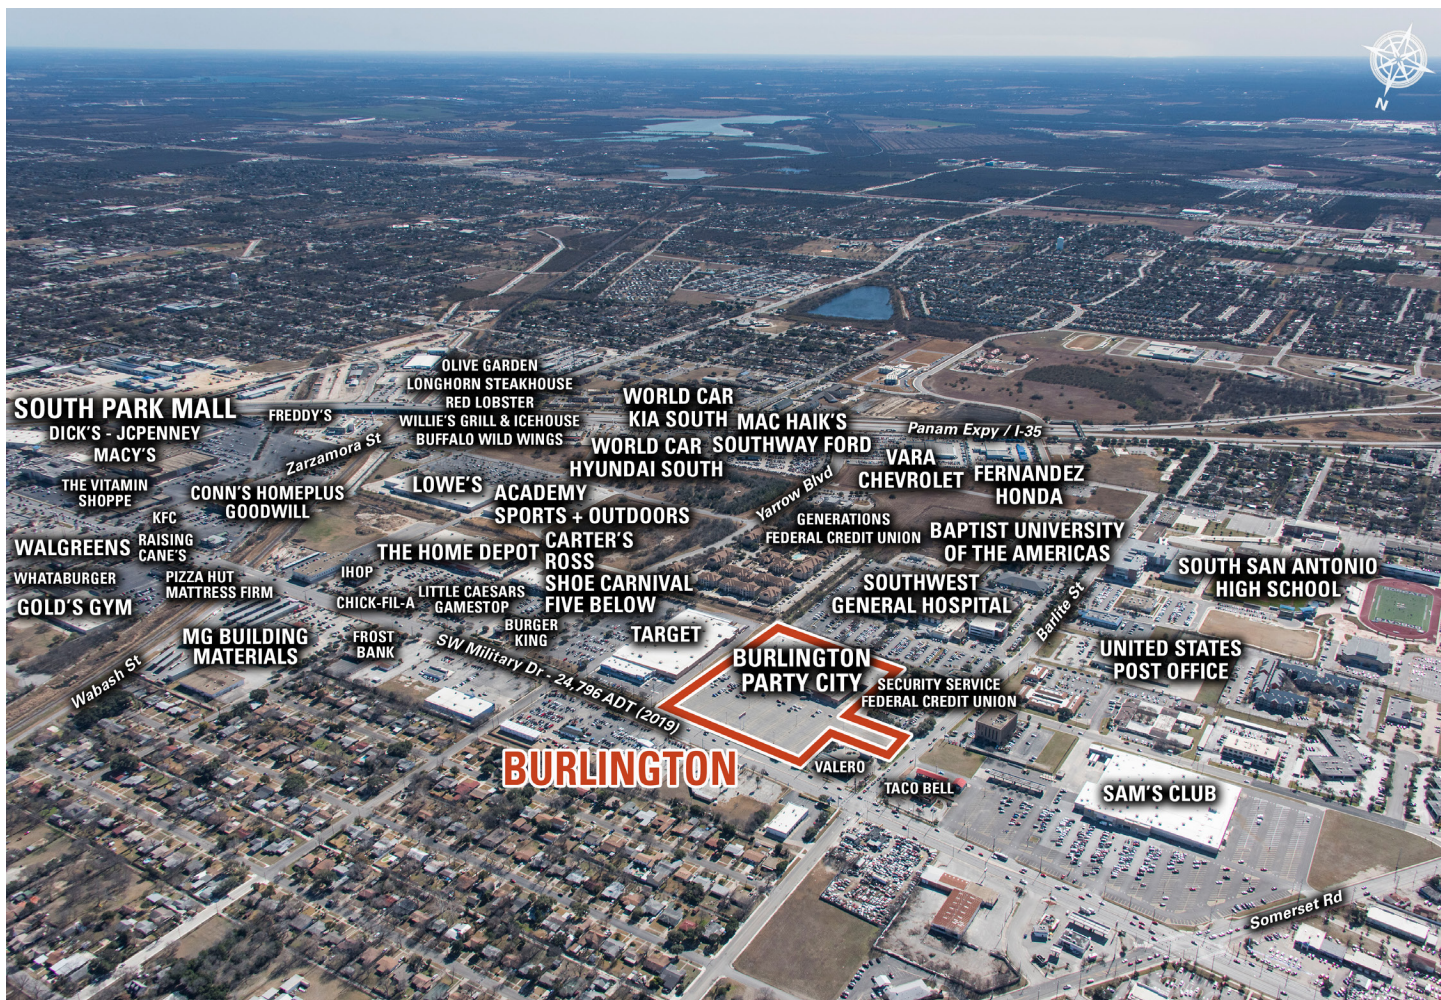 N
OLIVE GARDEN
LONGHORN STEAKHOUSE
RED LOBSTER
WILLIE'S GRILL & ICEHOUSE
BUFFALO WILD WINGS
WORLD CAR
KIA SOUTH
MAC HAIK'S
SOUTHWAY FORD
WORLD CAR
HYUNDAI SOUTH
Panam Expy / I-35
SOUTH PARK MALL
DICK'S - JCPENNEY
MACY'S
FREDDY'S
Zarzamora St
THE VITAMIN
SHOPPE
CONN'S HOMEPLUS
GOODWILL
LOWE'S
ACADEMY
SPORTS + OUTDOORS
Yarrow Blvd
VARA
CHEVROLET
FERNANDEZ
HONDA
KFC
RAISING
CANE'S
WALGREENS
WHATABURGER
GOLD'S GYM
PIZZA HUT
MATTRESS FIRM
THE HOME DEPOT
IHOP
CHICK-FIL-A
LITTLE CAESARS
GAMESTOP
CARTER'S
ROSS
SHOE CARNIVAL
FIVE BELOW
BURGER
KING
GENERATIONS
FEDERAL CREDIT UNION
BAPTIST UNIVERSITY
OF THE AMERICAS
SOUTHWEST
GENERAL HOSPITAL
SOUTH SAN ANTONIO
HIGH SCHOOL
Barlite St
MG BUILDING
MATERIALS
FROST
BANK
Wabash St
SW Military Dr - 24,796 ADT (2019)
TARGET
BURLINGTON
PARTY CITY
SECURITY SERVICE
FEDERAL CREDIT UNION
UNITED STATES
POST OFFICE
BURLINGTON
VALERO
TACO BELL
SAM'S CLUB
Somerset Rd